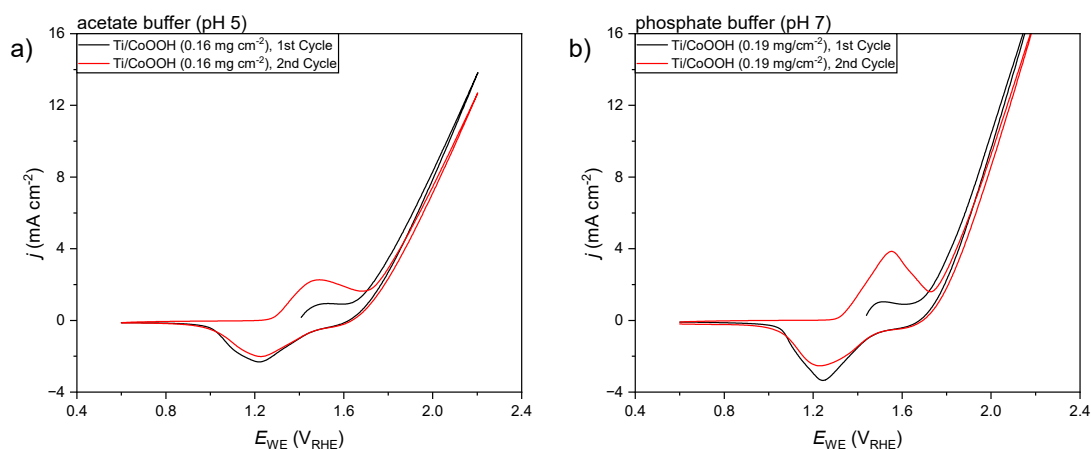 acetate buffer (pH 5)
a)
Ti/CoOOH (0.16 mg cm⁻²), 1st Cycle
Ti/CoOOH (0.16 mg cm⁻²), 2nd Cycle
16
12
8
4
0
−4
j (mA cm⁻²)
0.4 0.8 1.2 1.6 2.0 2.4
E_WE (V_RHE)
phosphate buffer (pH 7)
b)
Ti/CoOOH (0.19 mg/cm⁻²), 1st Cycle
Ti/CoOOH (0.19 mg/cm⁻²), 2nd Cycle
16
12
8
4
0
−4
j (mA cm⁻²)
0.4 0.8 1.2 1.6 2.0 2.4
E_WE (V_RHE)